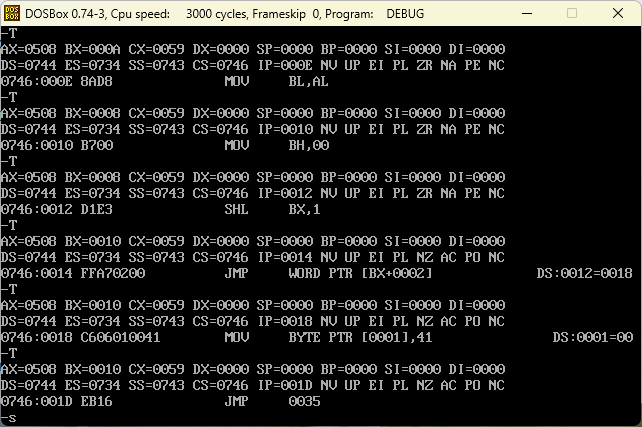 DOS BOX DOSBox 0.74-3, Cpu speed: 3000 cycles, Frameskip 0, Program: DEBUG
-T
AX=0508 BX=000A CX=0059 DX=0000 SP=0000 BP=0000 SI=0000 DI=0000
DS=0744 ES=0734 SS=0743 CS=0746 IP=000E NV UP EI PL ZR NA PE NC
0746:000E 8AD8 MOV BL,AL
-T
AX=0508 BX=0008 CX=0059 DX=0000 SP=0000 BP=0000 SI=0000 DI=0000
DS=0744 ES=0734 SS=0743 CS=0746 IP=0010 NV UP EI PL ZR NA PE NC
0746:0010 B700 MOV BH,00
-T
AX=0508 BX=0008 CX=0059 DX=0000 SP=0000 BP=0000 SI=0000 DI=0000
DS=0744 ES=0734 SS=0743 CS=0746 IP=0012 NV UP EI PL ZR NA PE NC
0746:0012 D1E3 SHL BX,1
-T
AX=0508 BX=0010 CX=0059 DX=0000 SP=0000 BP=0000 SI=0000 DI=0000
DS=0744 ES=0734 SS=0743 CS=0746 IP=0014 NV UP EI PL NZ AC PO NC
0746:0014 FFA70200 JMP WORD PTR [BX+0002] DS:0012=0018
-T
AX=0508 BX=0010 CX=0059 DX=0000 SP=0000 BP=0000 SI=0000 DI=0000
DS=0744 ES=0734 SS=0743 CS=0746 IP=0018 NV UP EI PL NZ AC PO NC
0746:0018 C606010041 MOV BYTE PTR [0001],41 DS:0001=00
-T
AX=0508 BX=0010 CX=0059 DX=0000 SP=0000 BP=0000 SI=0000 DI=0000
DS=0744 ES=0734 SS=0743 CS=0746 IP=001D NV UP EI PL NZ AC PO NC
0746:001D EB16 JMP 0035
-s